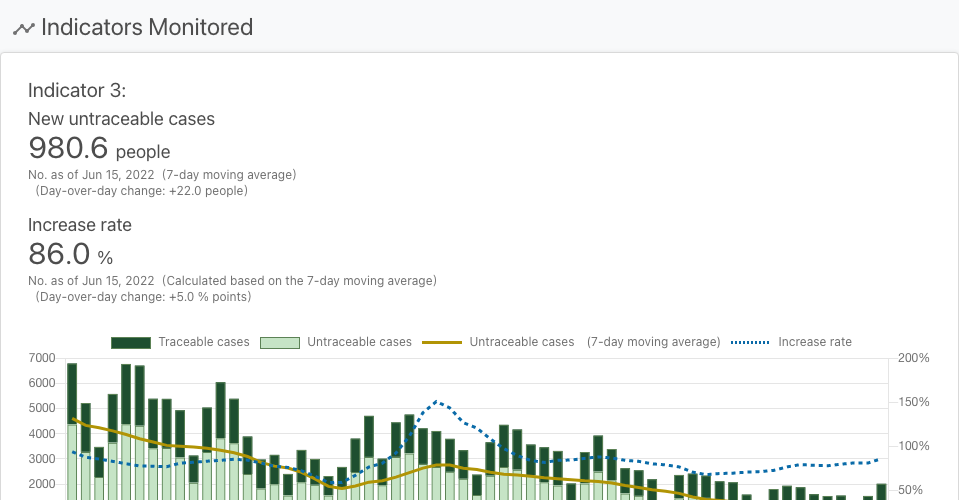 Indicators Monitored
Indicator 3:
New untraceable cases
980.6 people
No. as of Jun 15, 2022 (7-day moving average)
(Day-over-day change: +22.0 people)
Increase rate
86.0 %
No. as of Jun 15, 2022 (Calculated based on the 7-day moving average)
(Day-over-day change: +5.0 % points)
Traceable cases Untraceable cases Untraceable cases (7-day moving average) Increase rate
7000 200%
6000
5000 150%
4000
100%
3000
2000
50%